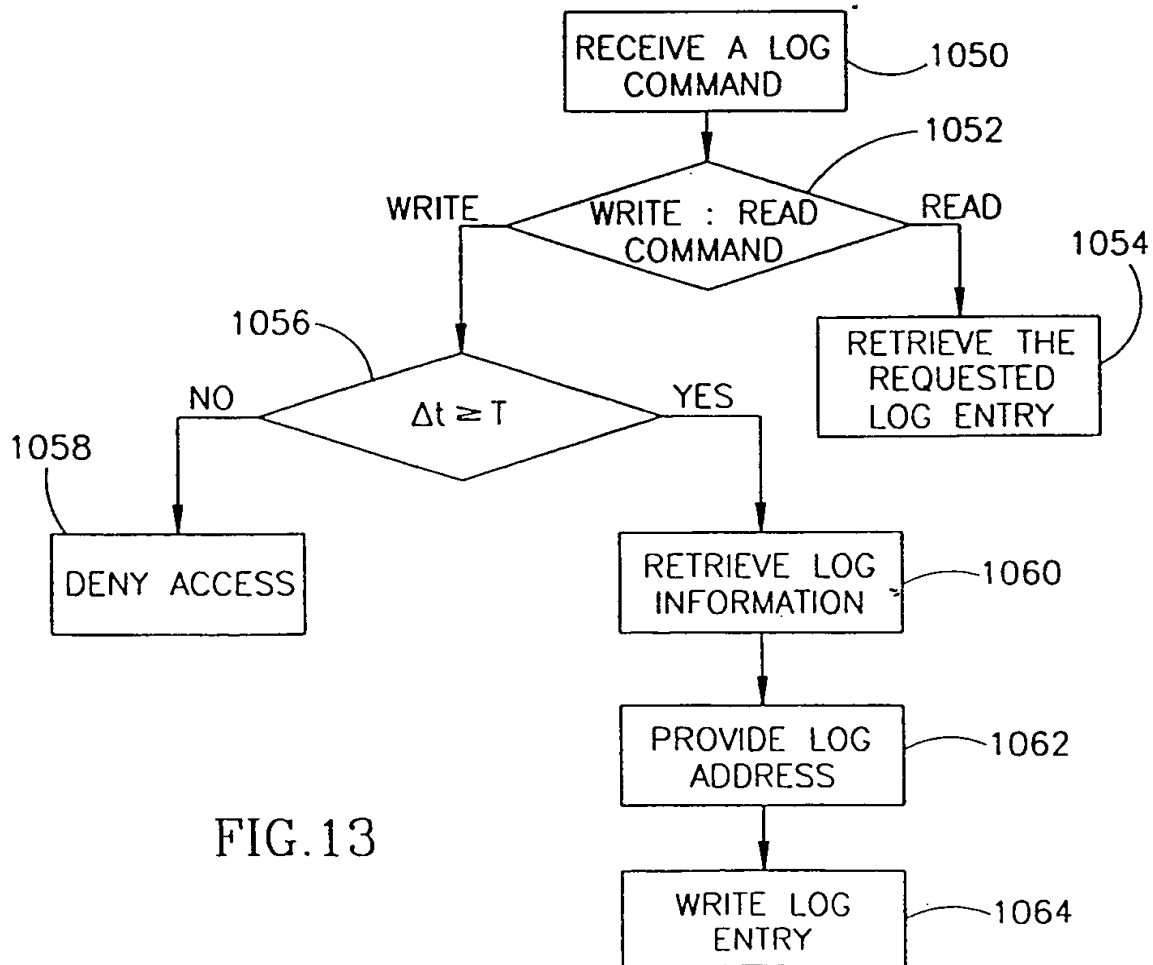 RECEIVE A LOG
COMMAND
1050
1052
WRITE
WRITE : READ
COMMAND
READ
1054
RETRIEVE THE
REQUESTED
LOG ENTRY
1056
NO
Δt ≥ T
YES
1058
DENY ACCESS
RETRIEVE LOG
INFORMATION
1060
PROVIDE LOG
ADDRESS
1062
FIG.13
WRITE LOG
ENTRY
1064